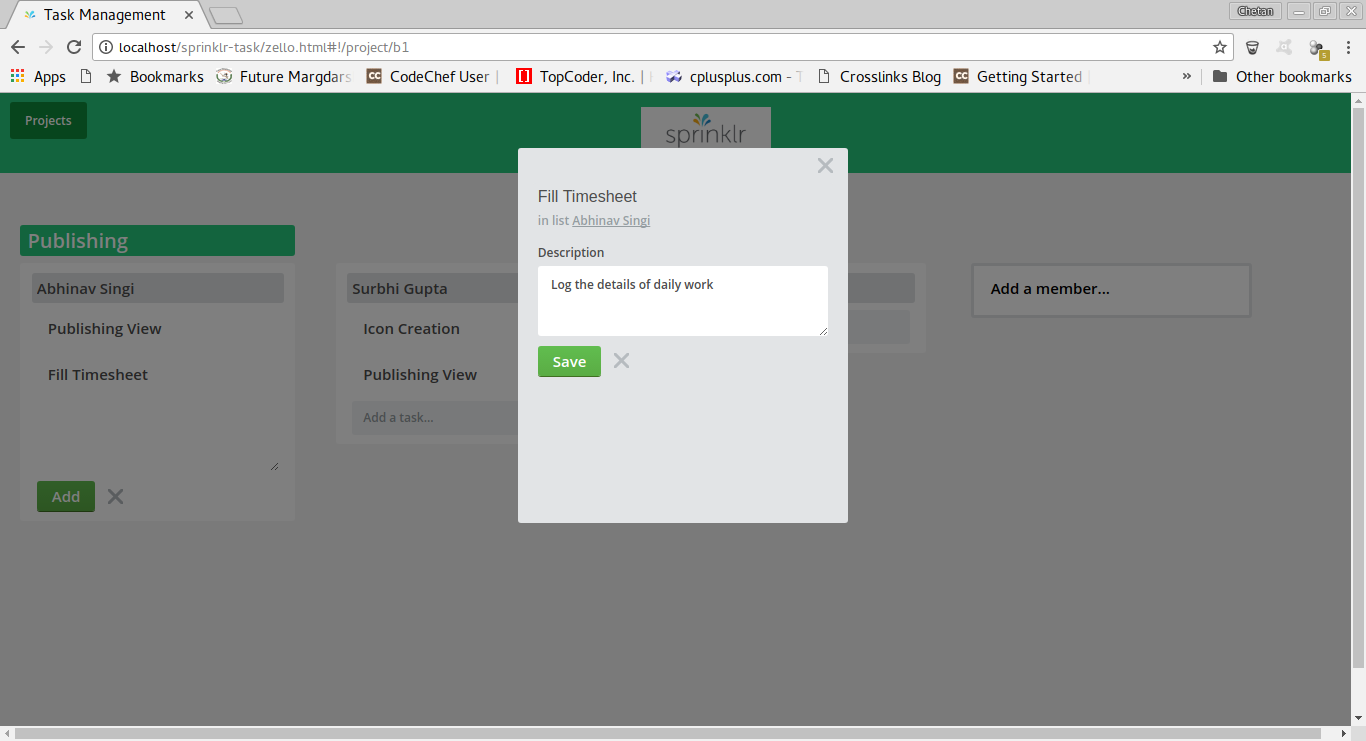 Task Management
Chetan
localhost/sprinklr-task/zello.html#!/project/b1
Apps Bookmarks Future Margdars CodeChef User TopCoder, Inc. | cplusplus.com - Crosslinks Blog Getting Started » Other bookmarks
Projects
sprinklr
Fill Timesheet
in list Abhinav Singi
Description
Log the details of daily work
Save
Publishing
Abhinav Singi
Publishing View
Fill Timesheet
Add
Surbhi Gupta
Icon Creation
Publishing View
Add a task...
Add a member...